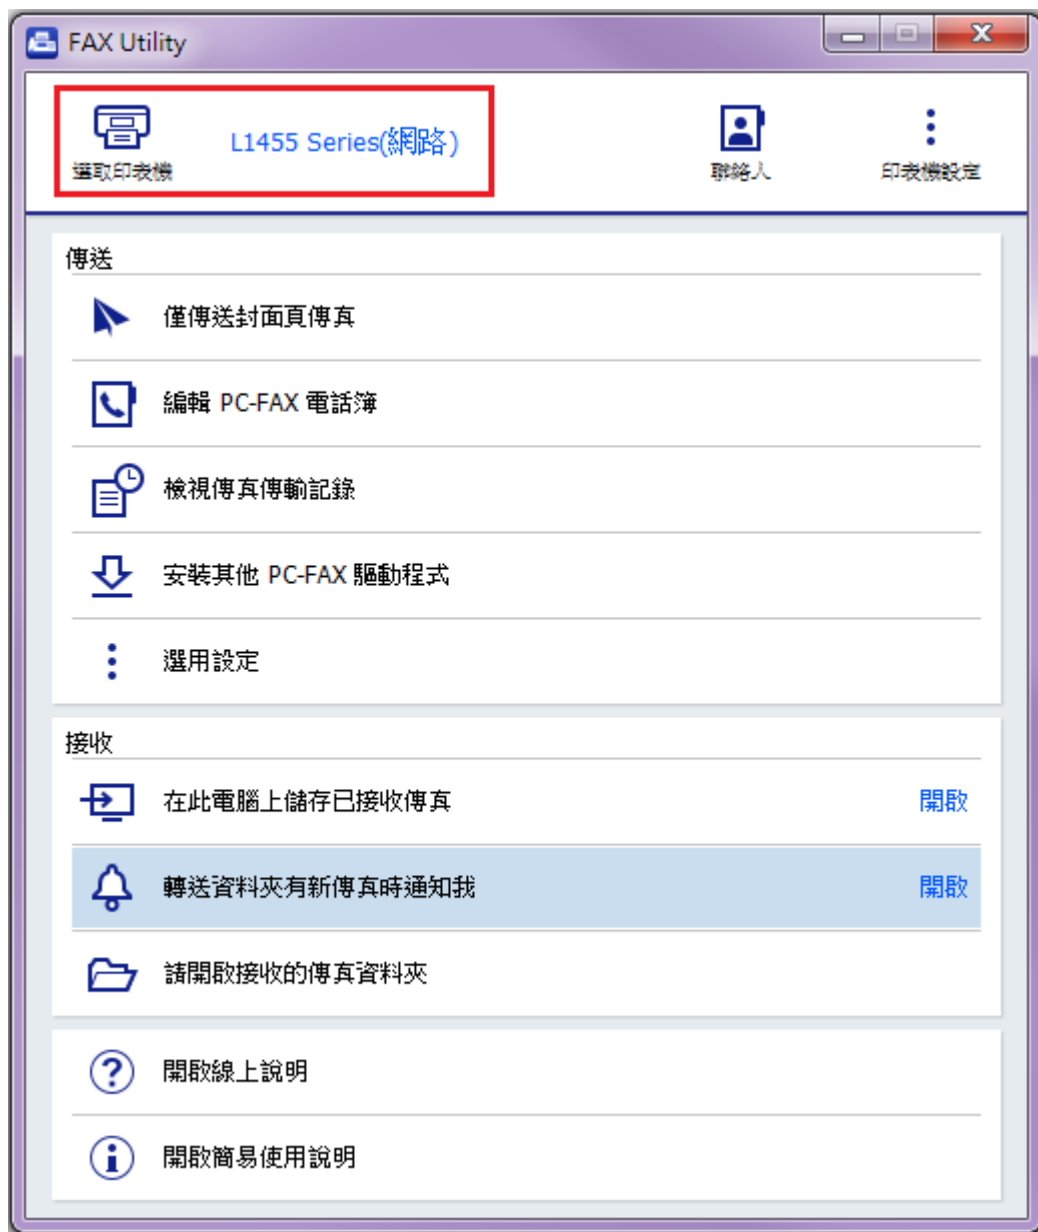 FAX Utility
L1455 Series(網路)
選取印表機
聯絡人
印表機設定
傳送
僅傳送封面頁傳真
編輯 PC-FAX 電話簿
檢視傳真傳輸記錄
安裝其他 PC-FAX 驅動程式
選用設定
接收
在此電腦上儲存已接收傳真 開啟
轉送資料夾有新傳真時通知我 開啟
請開啟接收的傳真資料夾
開啟線上說明
開啟簡易使用說明